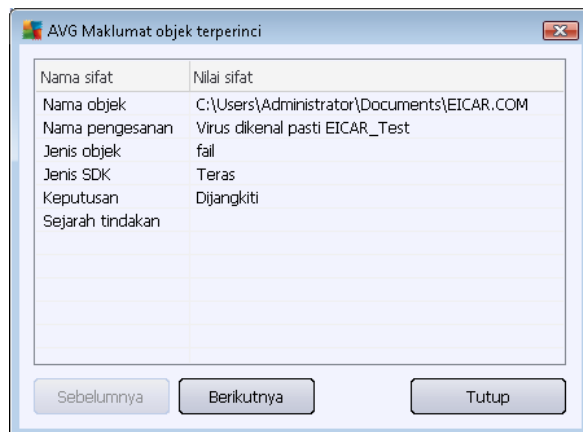 AVG Maklumat objek terperinci
Nama sifat Nilai sifat
Nama objek C:\Users\Administrator\Documents\EICAR.COM
Nama pengesanan Virus dikenal pasti EICAR_Test
Jenis objek fail
Jenis SDK Teras
Keputusan Dijangkiti
Sejarah tindakan
Sebelumnya Berikutnya Tutup